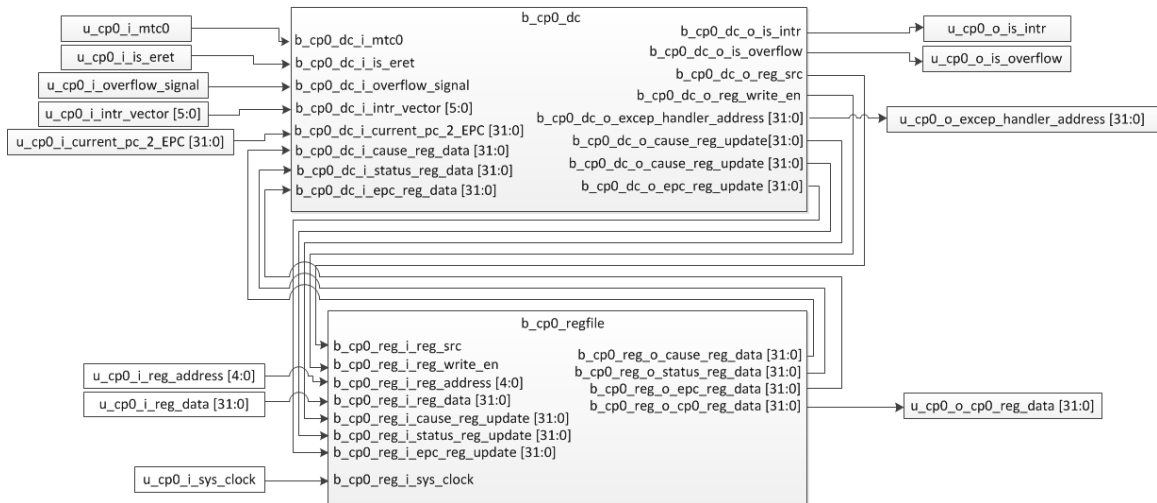 b_cp0_dc
u_cp0_i_mtc0
u_cp0_i_is_eret
u_cp0_i_overflow_signal
u_cp0_i_intr_vector [5:0]
u_cp0_i_current_pc_2_EPC [31:0]
b_cp0_dc_i_mtc0
b_cp0_dc_i_is_eret
b_cp0_dc_i_overflow_signal
b_cp0_dc_i_intr_vector [5:0]
b_cp0_dc_i_current_pc_2_EPC [31:0]
b_cp0_dc_i_cause_reg_data [31:0]
b_cp0_dc_i_status_reg_data [31:0]
b_cp0_dc_i_epc_reg_data [31:0]
b_cp0_dc_o_is_intr
b_cp0_dc_o_is_overflow
b_cp0_dc_o_reg_src
b_cp0_dc_o_reg_write_en
b_cp0_dc_o_excep_handler_address [31:0]
b_cp0_dc_o_cause_reg_update[31:0]
b_cp0_dc_o_cause_reg_update [31:0]
b_cp0_dc_o_epc_reg_update [31:0]
u_cp0_o_is_intr
u_cp0_o_is_overflow
u_cp0_o_excep_handler_address [31:0]
b_cp0_regfile
u_cp0_i_reg_address [4:0]
u_cp0_i_reg_data [31:0]
u_cp0_i_sys_clock
b_cp0_reg_i_reg_src
b_cp0_reg_i_reg_write_en
b_cp0_reg_i_reg_address [4:0]
b_cp0_reg_i_reg_data [31:0]
b_cp0_reg_i_cause_reg_update [31:0]
b_cp0_reg_i_status_reg_update [31:0]
b_cp0_reg_i_epc_reg_update [31:0]
b_cp0_reg_i_sys_clock
b_cp0_reg_o_cause_reg_data [31:0]
b_cp0_reg_o_status_reg_data [31:0]
b_cp0_reg_o_epc_reg_data [31:0]
b_cp0_reg_o_cp0_reg_data [31:0]
u_cp0_o_cp0_reg_data [31:0]